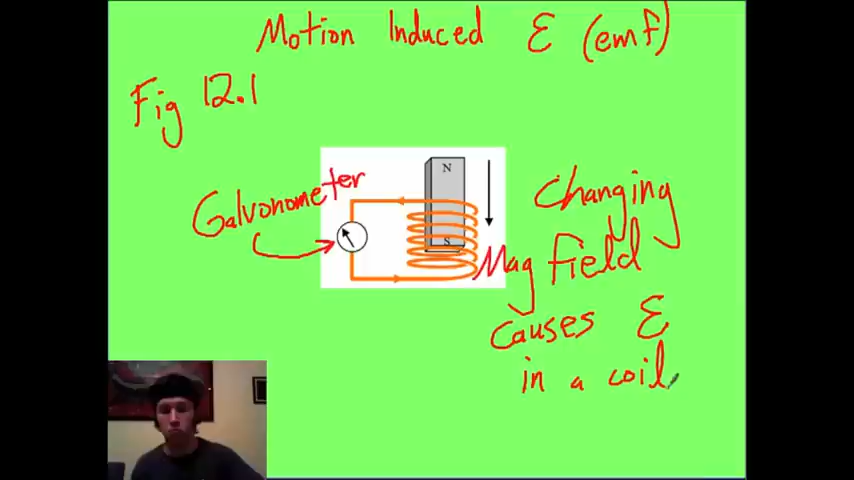 Motion Induced ℰ (emf)
Fig 12.1
N
S
Galvonometer
Changing
Mag field
causes ℰ
in a coil